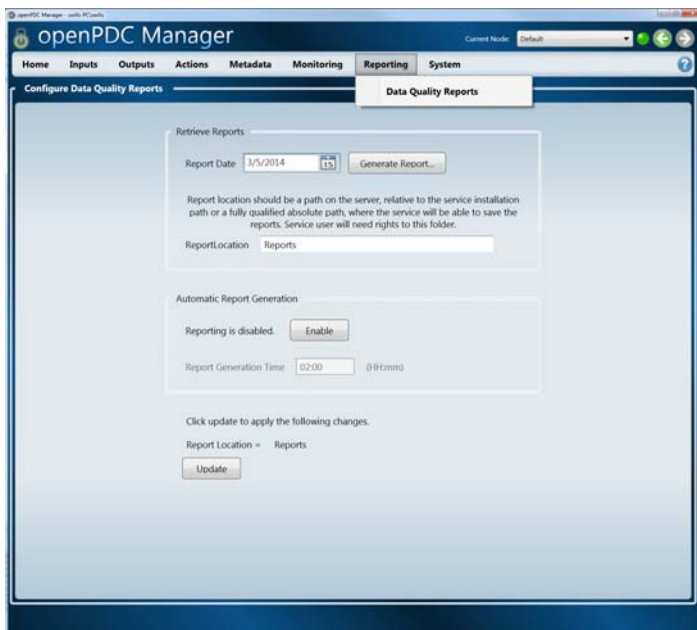 openPDC Manager
Current Node: Default
Home Inputs Outputs Actions Metadata Monitoring Reporting System
Configure Data Quality Reports
Data Quality Reports
Retrieve Reports
Report Date 3/5/2014 15 Generate Report...
Report location should be a path on the server, relative to the service installation
path or a fully qualified absolute path, where the service will be able to save the
reports. Service user will need rights to this folder.
ReportLocation Reports
Automatic Report Generation
Reporting is disabled. Enable
Report Generation Time 02:00 (HH:mm)
Click update to apply the following changes.
Report Location = Reports
Update